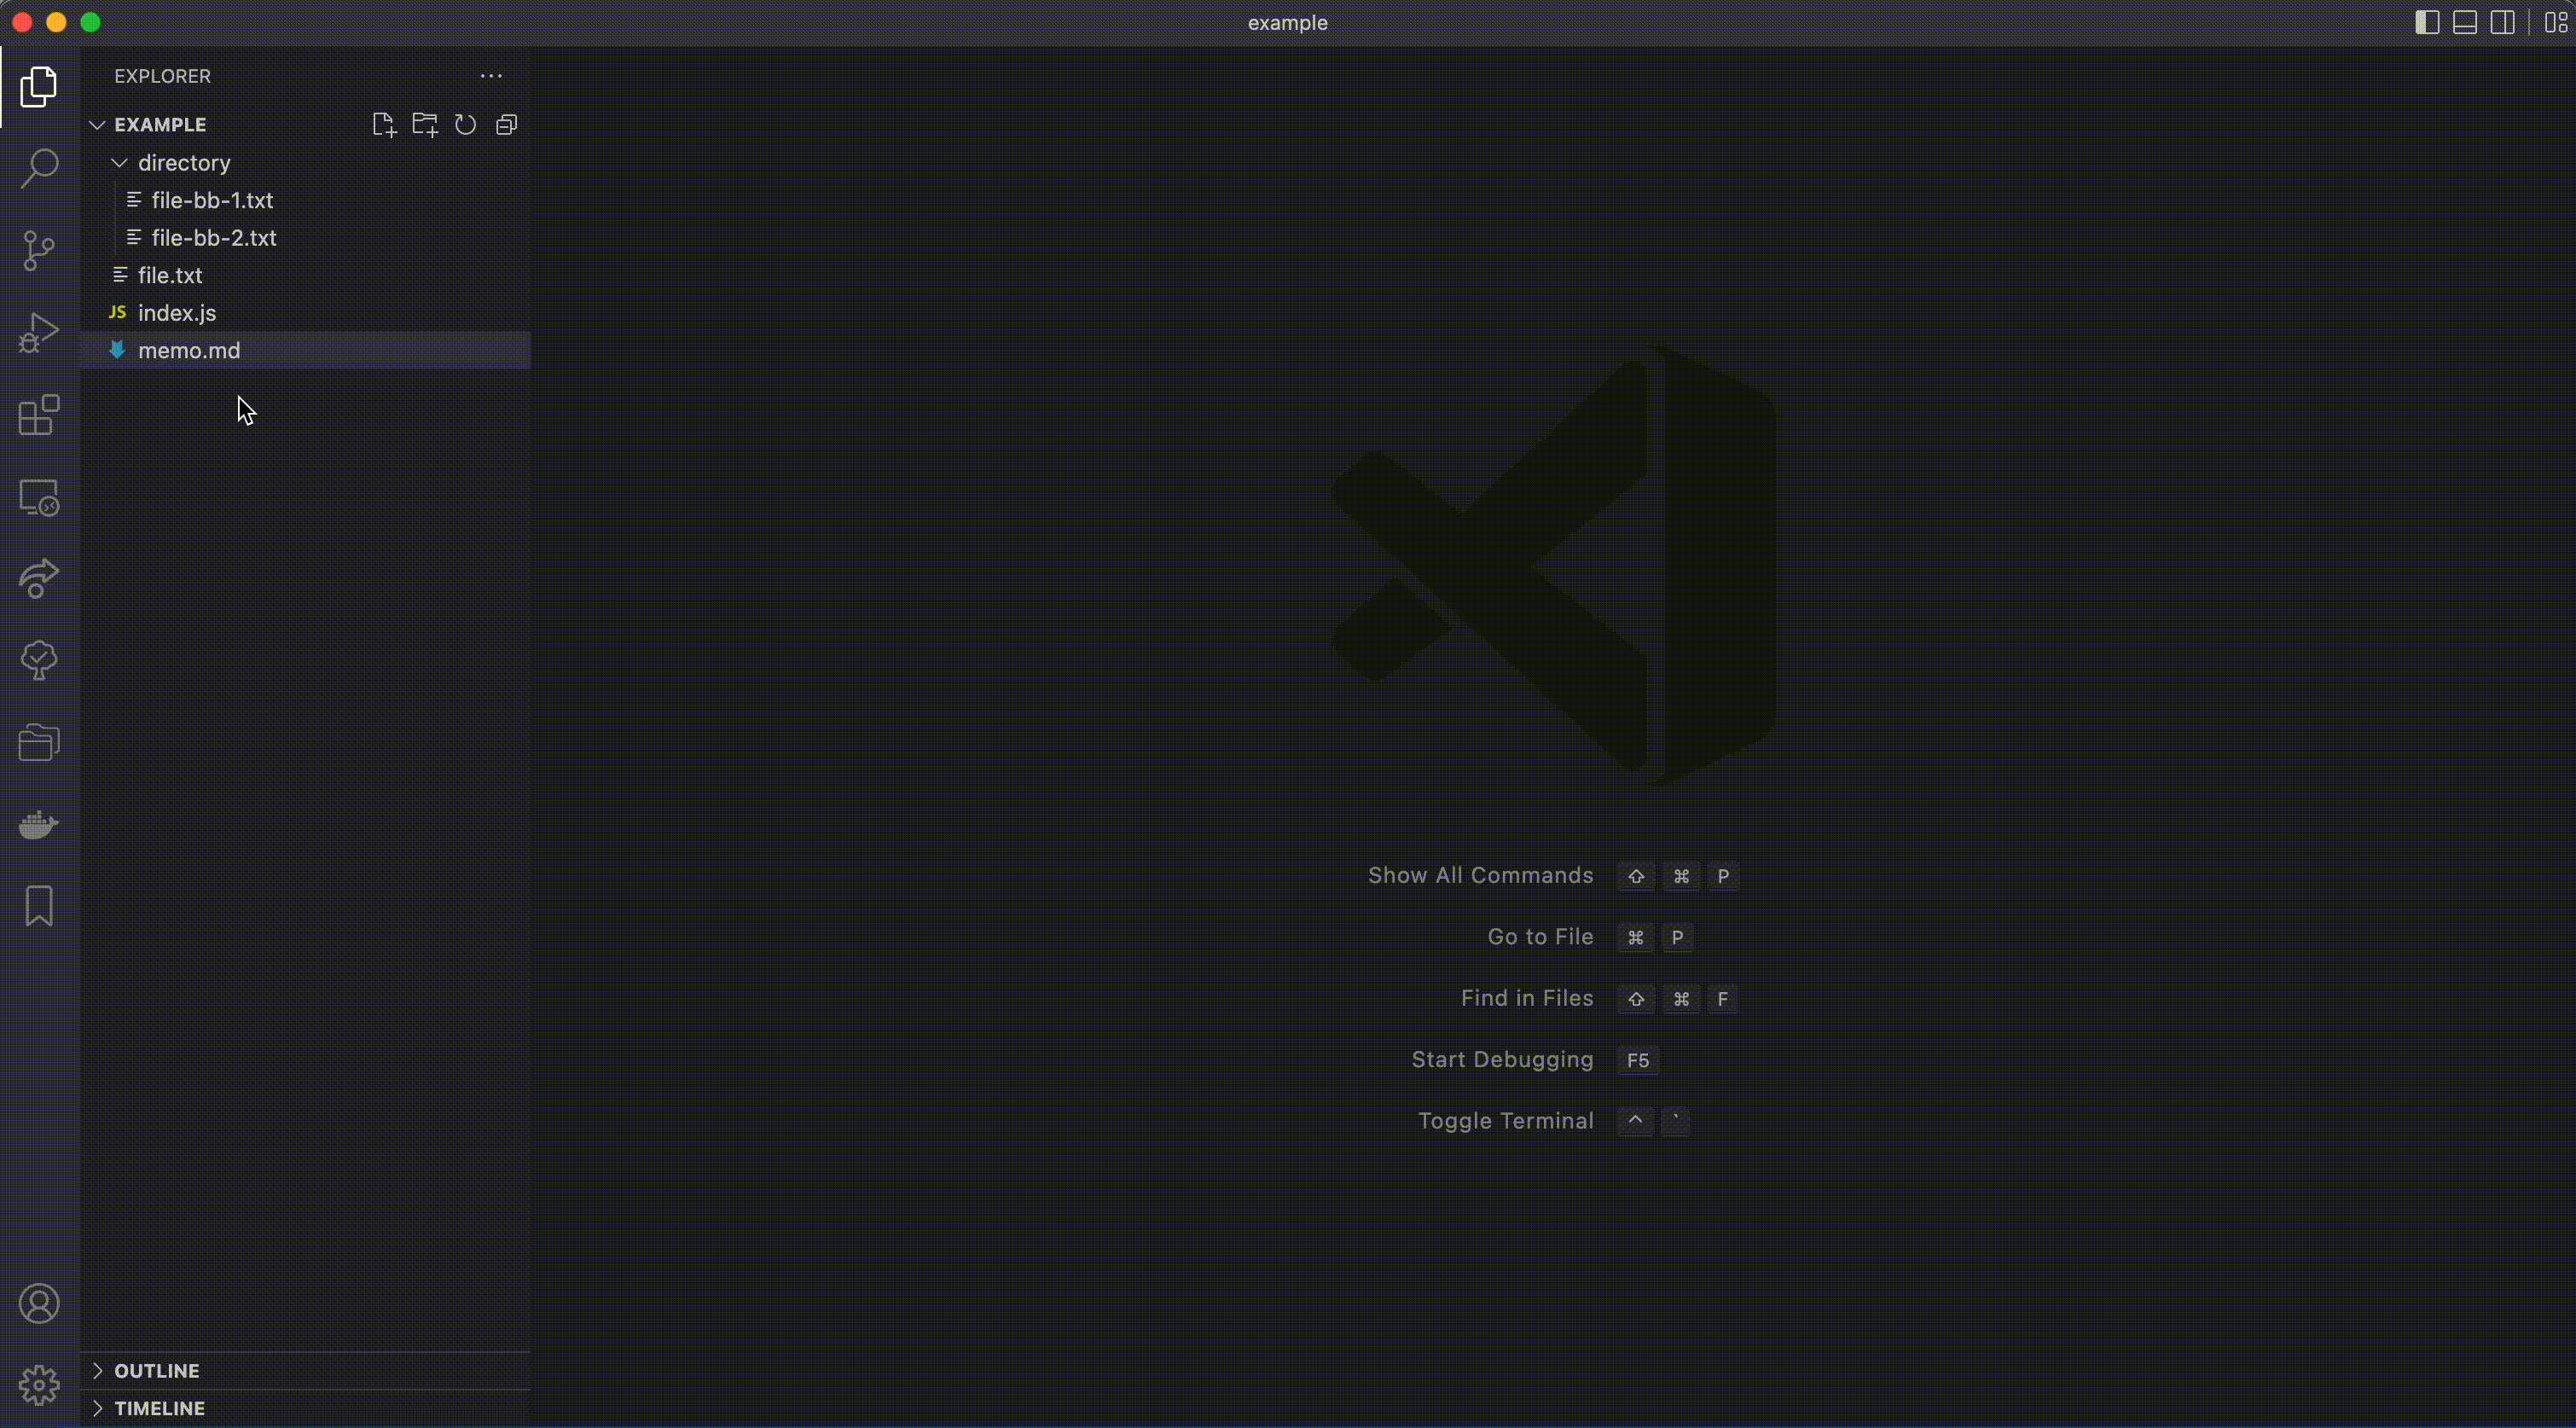 example
EXPLORER
EXAMPLE
directory
file-bb-1.txt
file-bb-2.txt
file.txt
JS index.js
memo.md
Show All Commands ⇧ ⌘ P
Go to File ⌘ P
Find in Files ⇧ ⌘ F
Start Debugging F5
Toggle Terminal ^ `
OUTLINE
TIMELINE